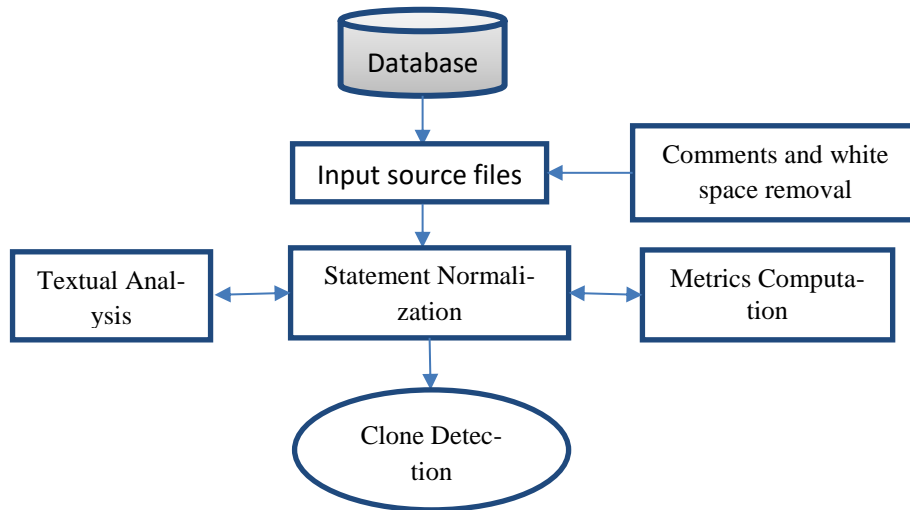 Database
Input source files
Comments and white
space removal
Textual Anal-
ysis
Statement Normali-
zation
Metrics Computa-
tion
Clone Detec-
tion